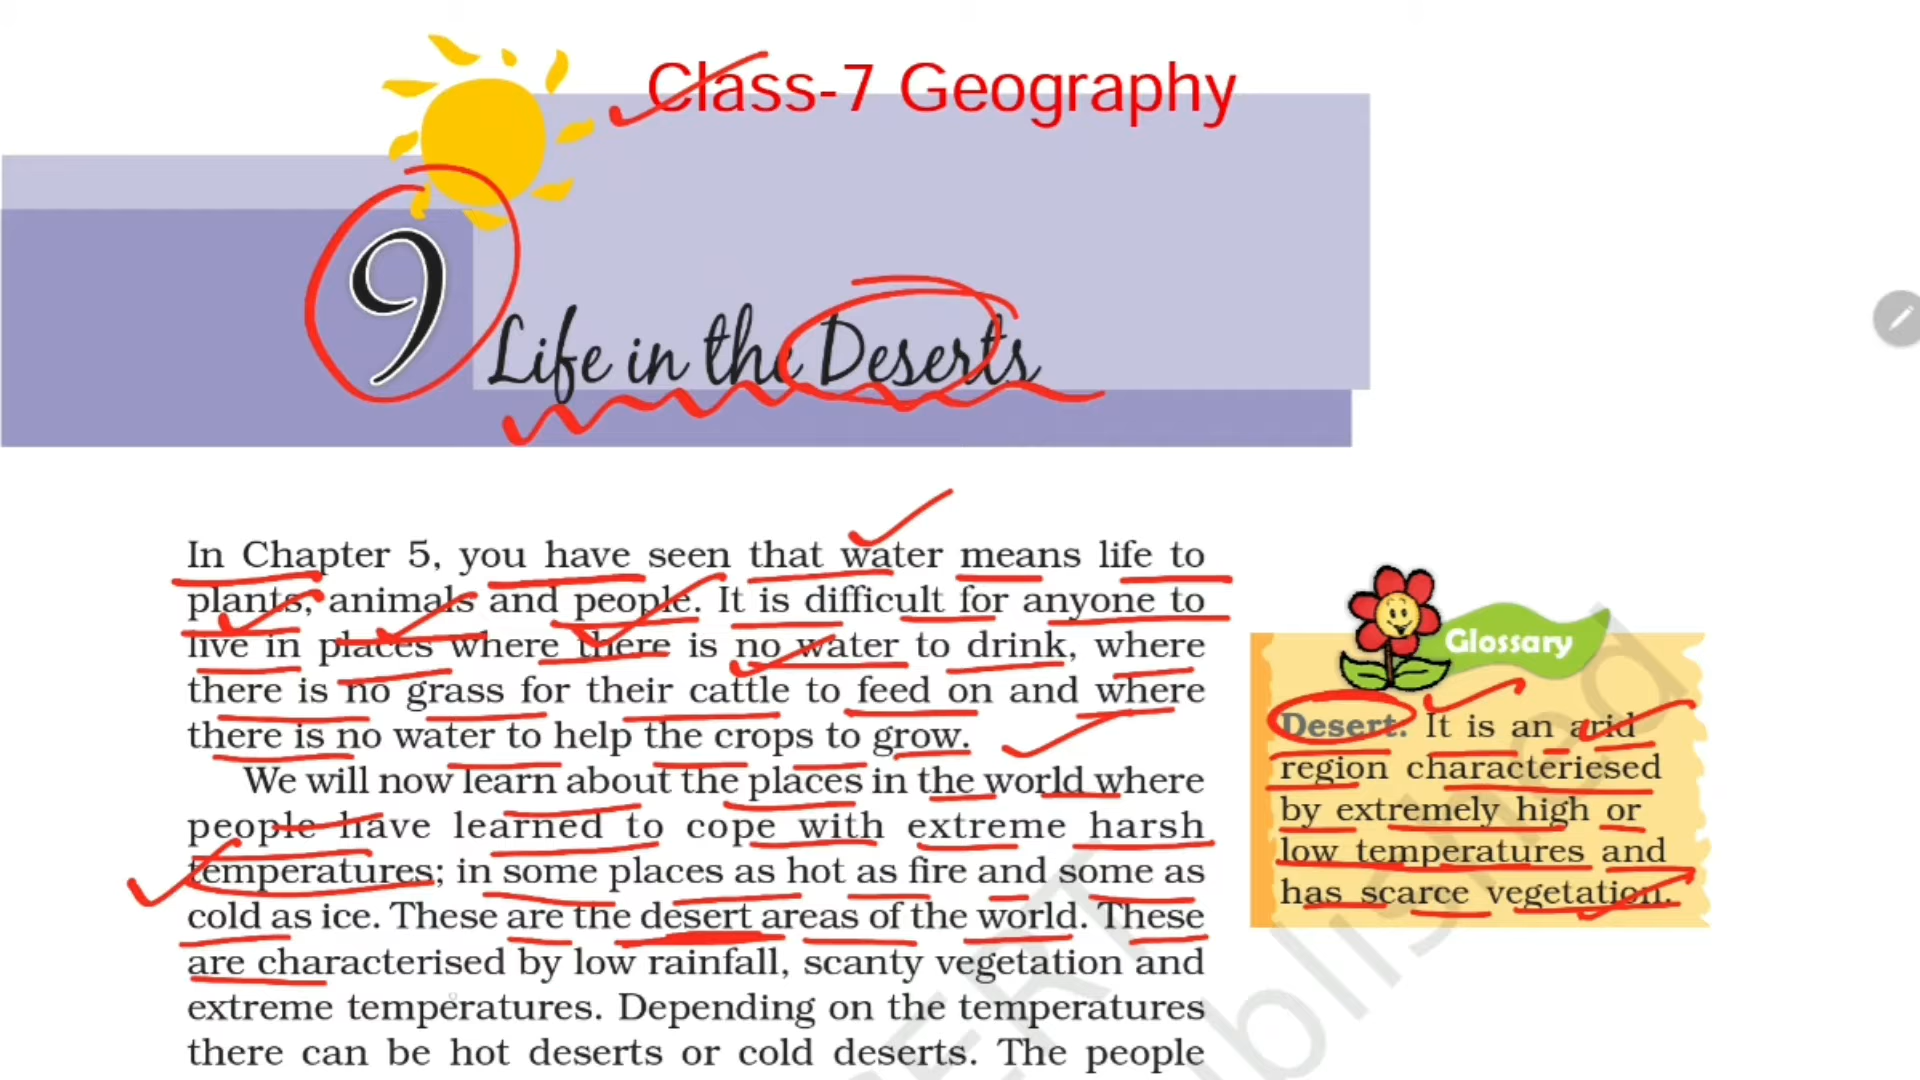 Class-7 Geography
9
Life in the Deserts
In Chapter 5, you have seen that water means life to
plants, animals and people. It is difficult for anyone to
live in places where there is no water to drink, where
there is no grass for their cattle to feed on and where
there is no water to help the crops to grow.
We will now learn about the places in the world where
people have learned to cope with extreme harsh
temperatures; in some places as hot as fire and some as
cold as ice. These are the desert areas of the world. These
are characterised by low rainfall, scanty vegetation and
extreme temperatures. Depending on the temperatures
there can be hot deserts or cold deserts. The people
Glossary
Desert: It is an arid
region characteriesed
by extremely high or
low temperatures and
has scarce vegetation.